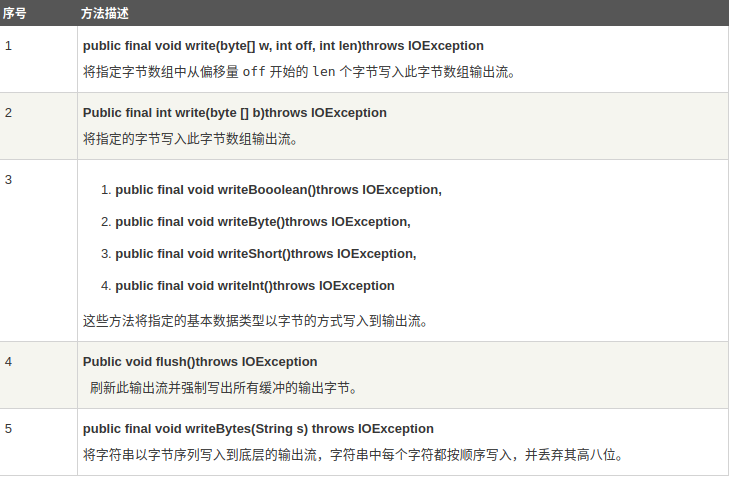 序号 方法描述
1 public final void write(byte[] w, int off, int len)throws IOException
将指定字节数组中从偏移量 off 开始的 len 个字节写入此字节数组输出流。
2 Public final int write(byte [] b)throws IOException
将指定的字节写入此字节数组输出流。
3
1. public final void writeBooolean()throws IOException,
2. public final void writeByte()throws IOException,
3. public final void writeShort()throws IOException,
4. public final void writeInt()throws IOException
这些方法将指定的基本数据类型以字节的方式写入到输出流。
4 Public void flush()throws IOException
刷新此输出流并强制写出所有缓冲的输出字节。
5 public final void writeBytes(String s) throws IOException
将字符串以字节序列写入到底层的输出流，字符串中每个字符都按顺序写入，并丢弃其高八位。